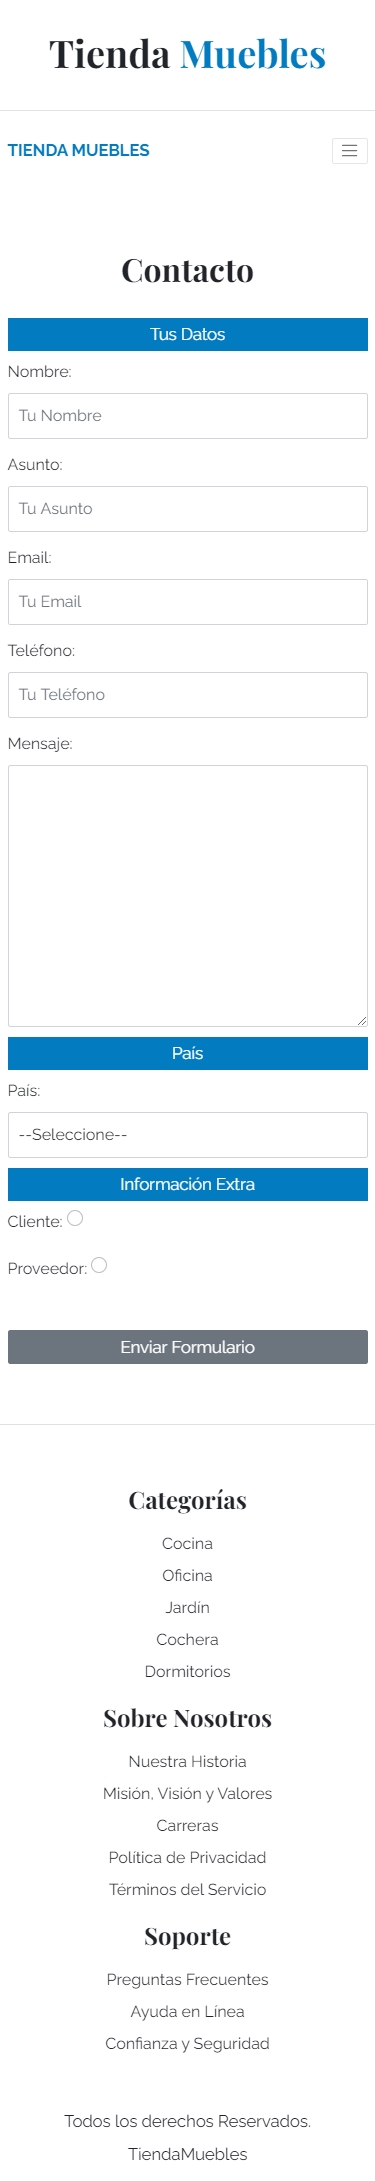 Tienda Muebles
TIENDA MUEBLES
Contacto
Tus Datos
Nombre:
Tu Nombre
Asunto:
Tu Asunto
Email:
Tu Email
Teléfono:
Tu Teléfono
Mensaje:
País
País:
--Seleccione--
Información Extra
Cliente:
Proveedor:
Enviar Formulario
Categorías
Cocina
Oficina
Jardín
Cochera
Dormitorios
Sobre Nosotros
Nuestra Historia
Misión, Visión y Valores
Carreras
Política de Privacidad
Términos del Servicio
Soporte
Preguntas Frecuentes
Ayuda en Línea
Confianza y Seguridad
Todos los derechos Reservados.
TiendaMuebles